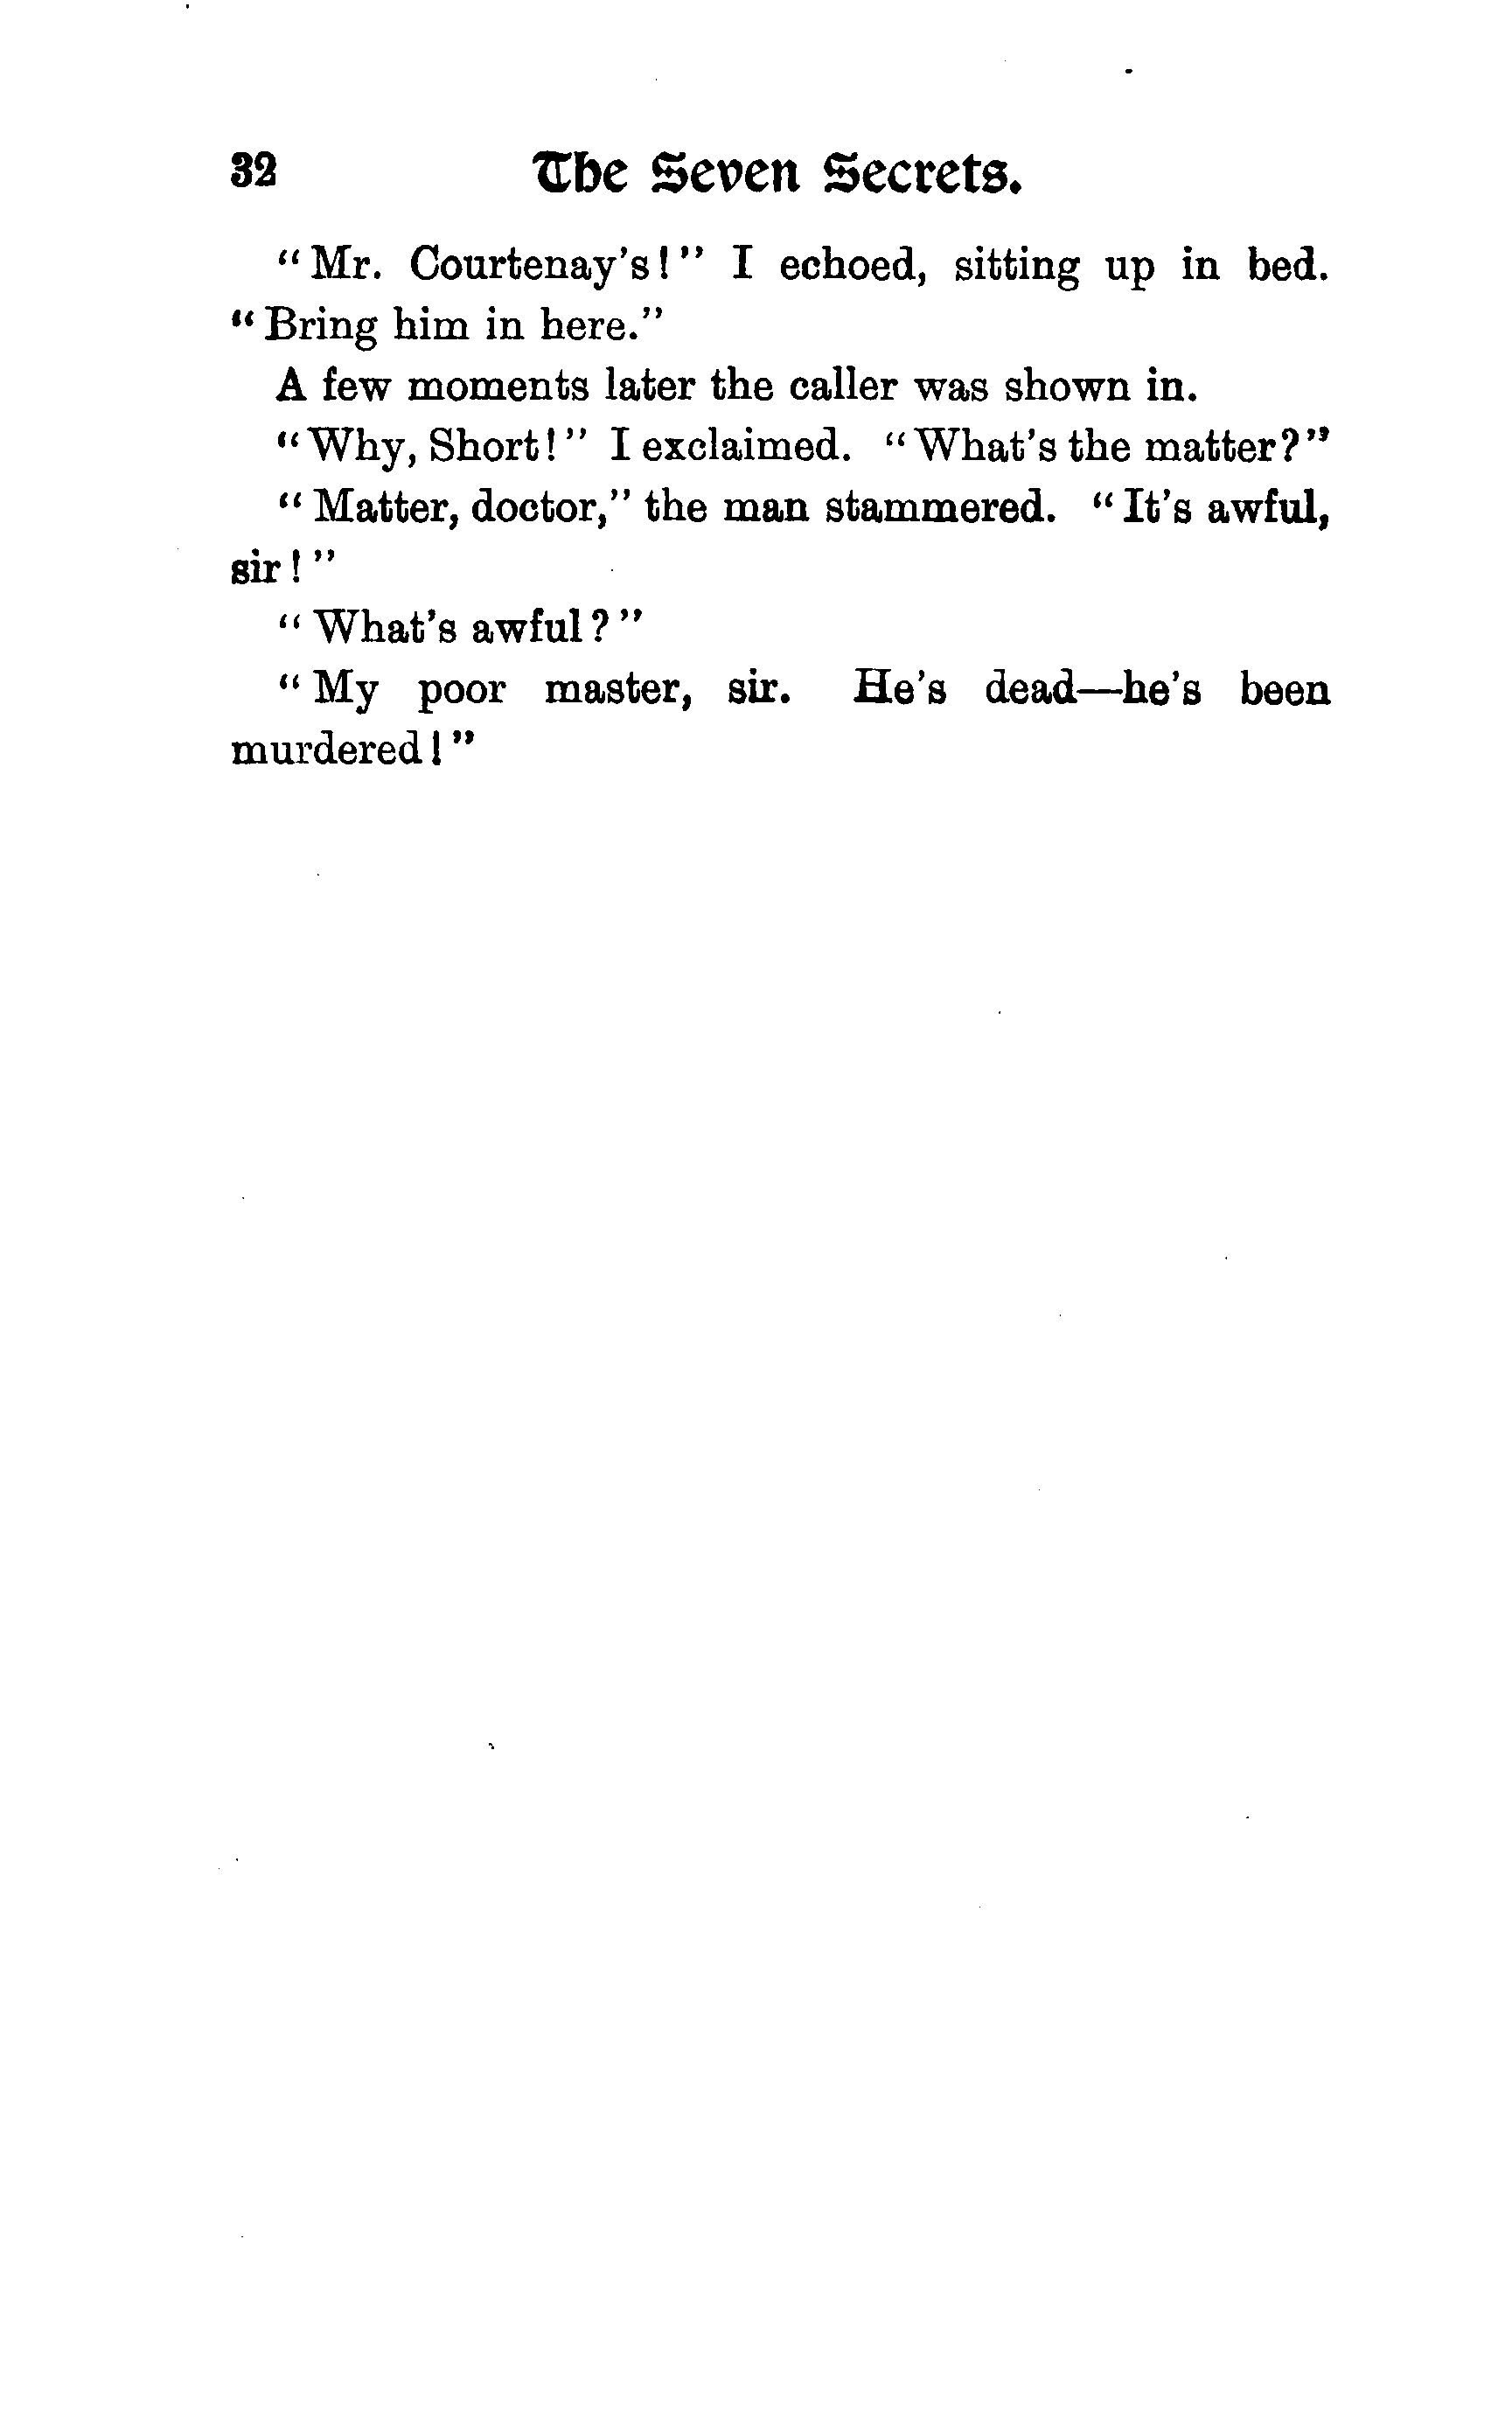 32 The Seven Secrets.
"Mr. Courtenay's!" I echoed, sitting up in bed.
"Bring him in here."
A few moments later the caller was shown in.
"Why, Short!" I exclaimed. "What's the matter?"
"Matter, doctor," the man stammered. "It's awful,
sir!"
"What's awful?"
"My poor master, sir. He's dead—he's been
murdered!"